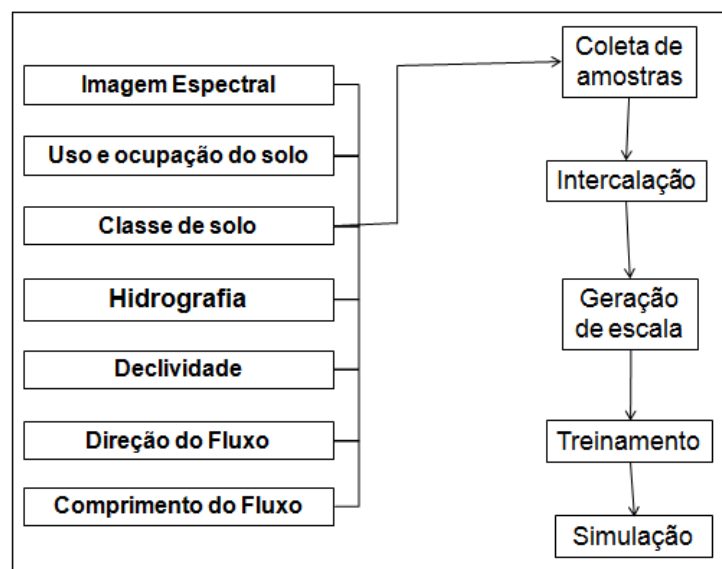 Imagem Espectral
Uso e ocupação do solo
Classe de solo
Hidrografia
Declividade
Direção do Fluxo
Comprimento do Fluxo
Coleta de
amostras
Intercalação
Geração
de escala
Treinamento
Simulação